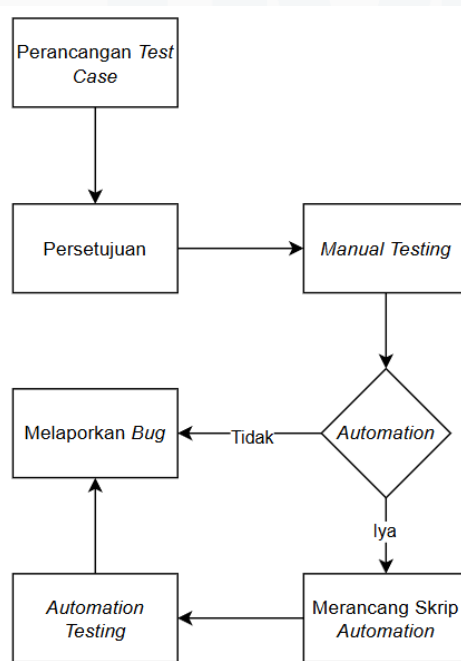 Perancangan Test
Case
Persetujuan
Manual Testing
Melaporkan Bug
Tidak
Automation
Iya
Automation
Testing
Merancang Skrip
Automation